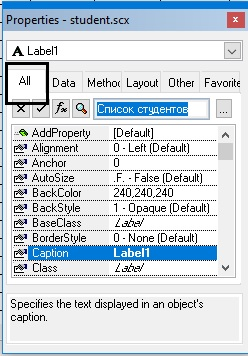 Properties - student.scx
Label1
All Data Method Layout Other Favorite
fx Список студентов ...
AddProperty [Default]
Alignment 0 - Left (Default)
Anchor 0
AutoSize .F. - False (Default)
BackColor 240,240,240
BackStyle 1 - Opaque (Default)
BaseClass Label
BorderStyle 0 - None (Default)
Caption Label1
Class Label
Specifies the text displayed in an object's
caption.